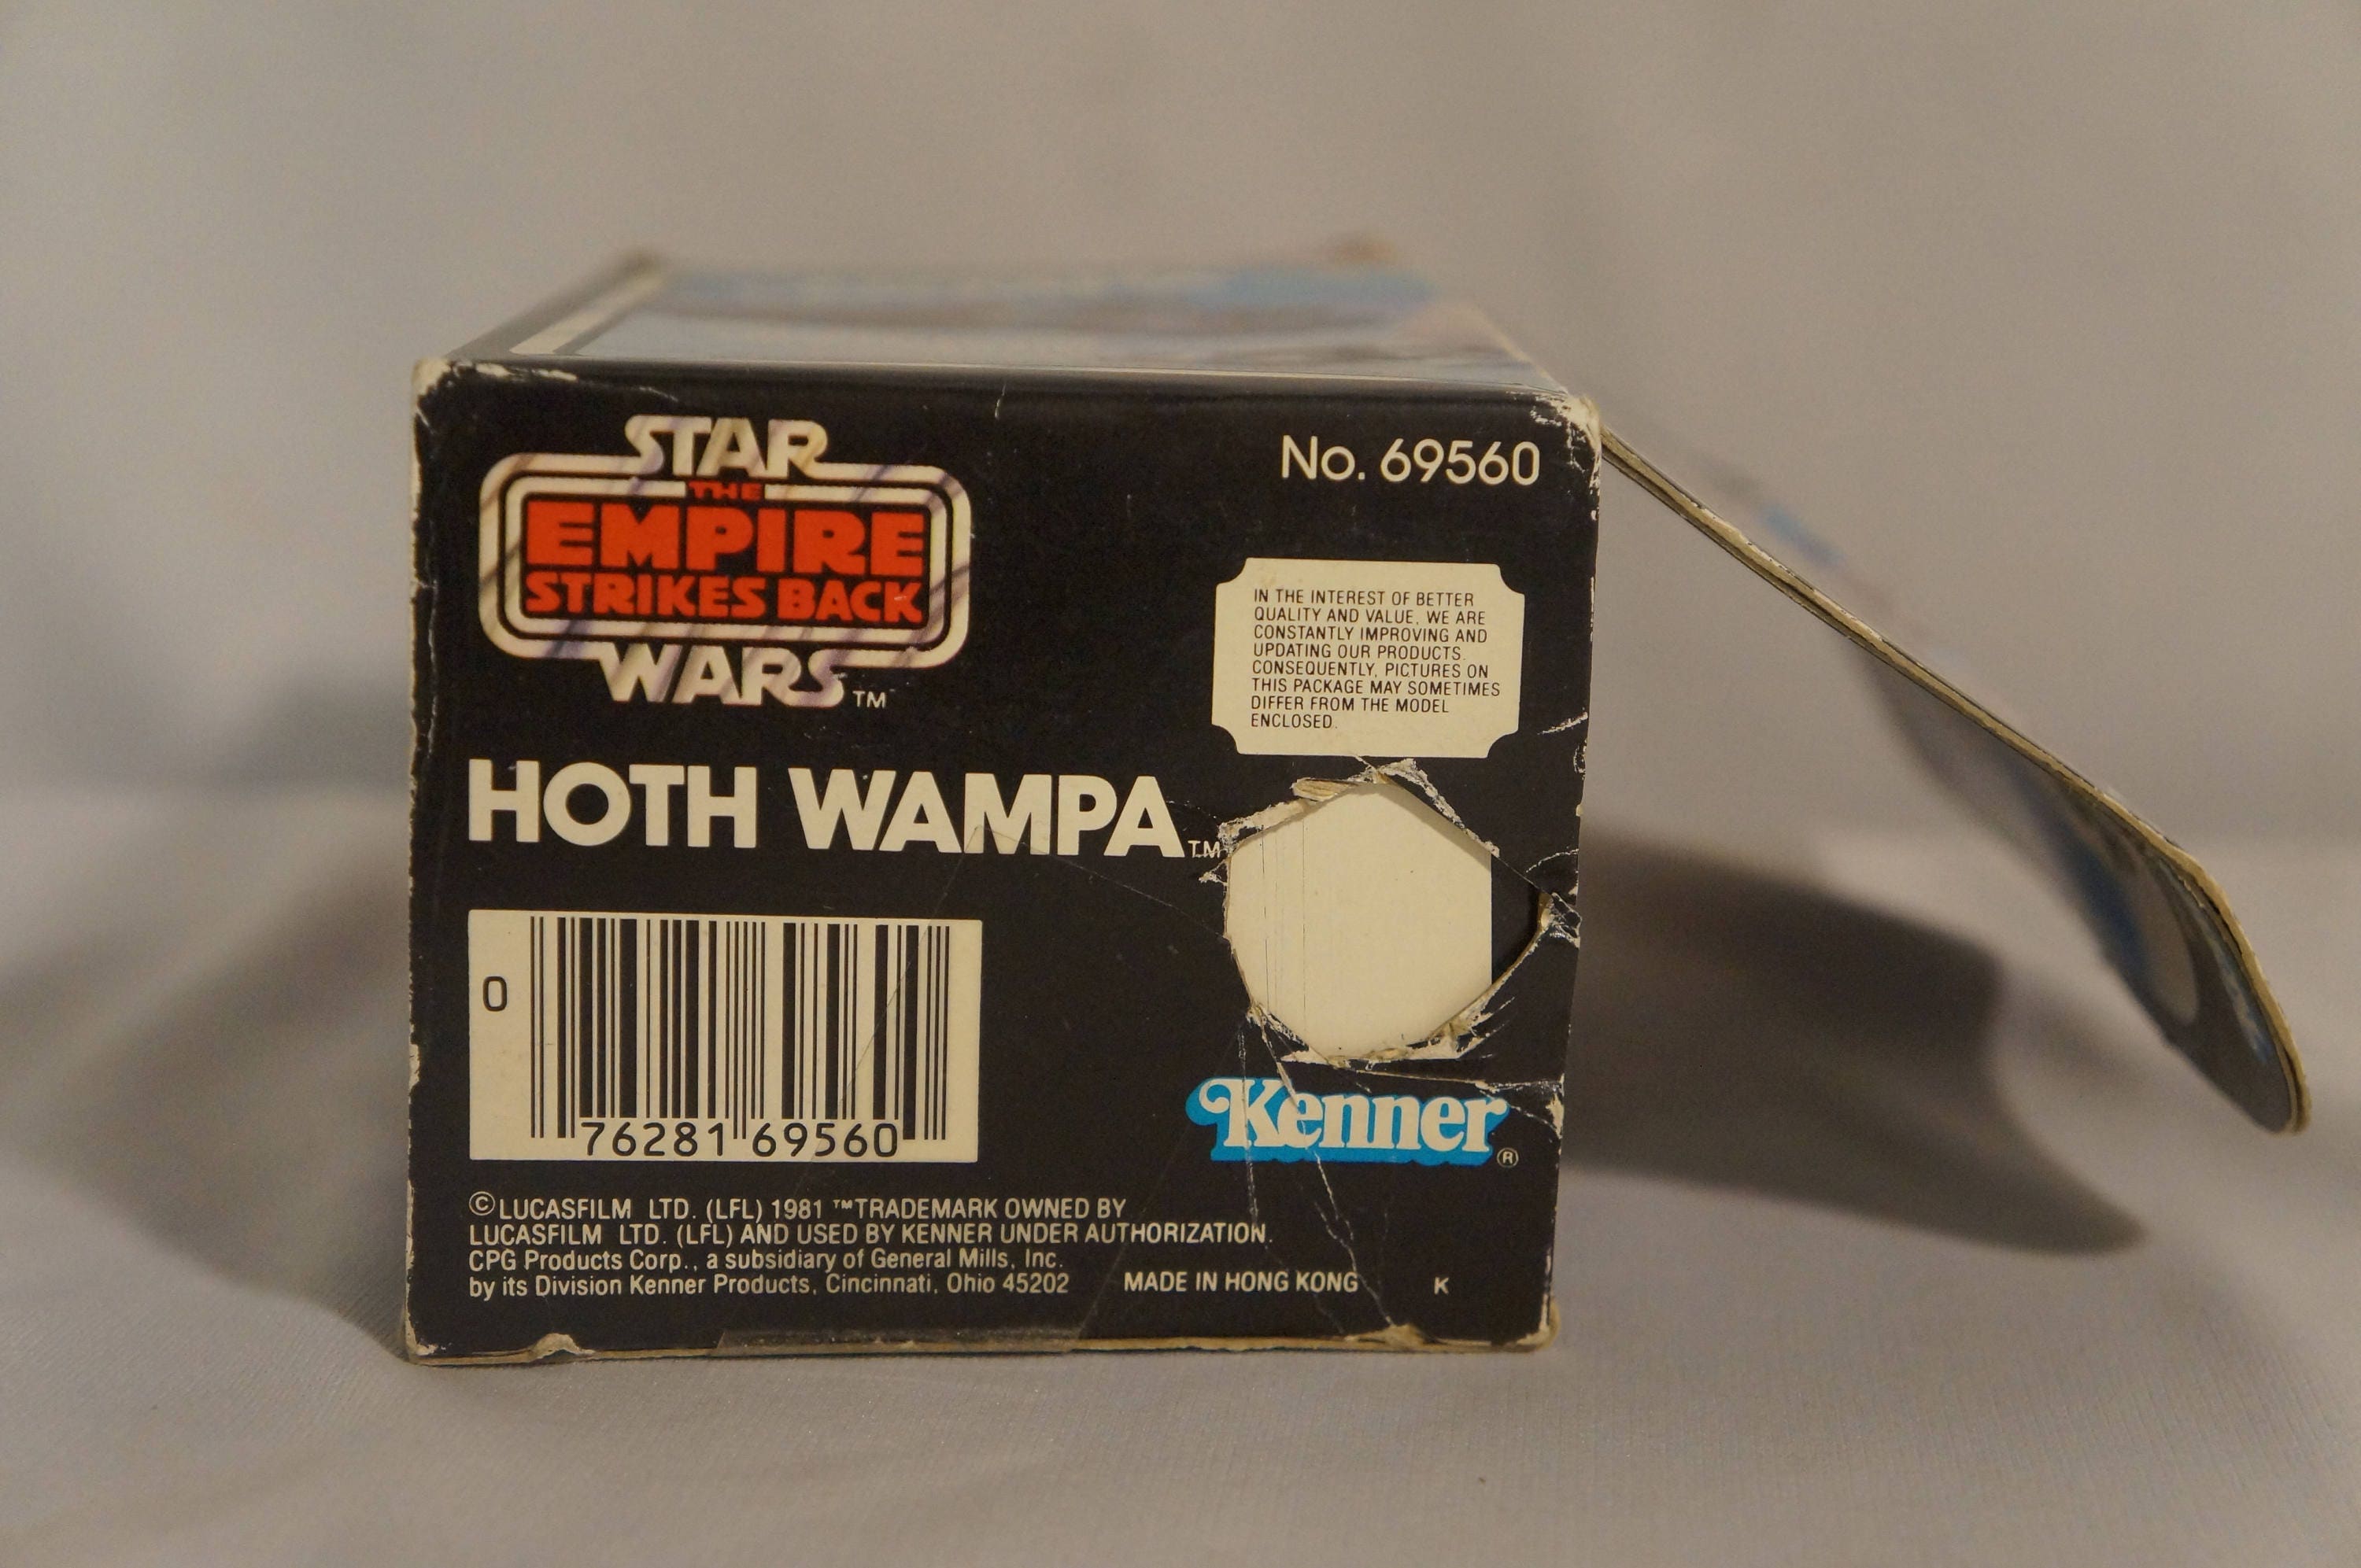 STAR
THE
EMPIRE
STRIKES BACK
WARS™
No. 69560
IN THE INTEREST OF BETTER
QUALITY AND VALUE, WE ARE
CONSTANTLY IMPROVING AND
UPDATING OUR PRODUCTS.
CONSEQUENTLY, PICTURES ON
THIS PACKAGE MAY SOMETIMES
DIFFER FROM THE MODEL
ENCLOSED.
HOTH WAMPA™
0
76281 69560
Kenner®
© LUCASFILM LTD. (LFL) 1981 ™TRADEMARK OWNED BY
LUCASFILM LTD. (LFL) AND USED BY KENNER UNDER AUTHORIZATION.
CPG Products Corp., a subsidiary of General Mills, Inc.
by its Division Kenner Products, Cincinnati, Ohio 45202 MADE IN HONG KONG K